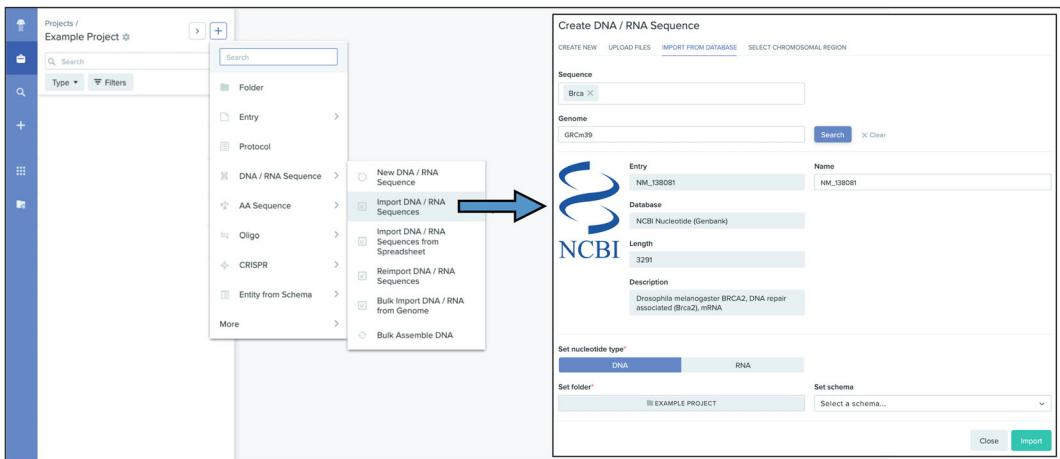 Projects /
Example Project
Search
Type
Filters
Search
Folder
Entry
Protocol
DNA / RNA Sequence
AA Sequence
Oligo
CRISPR
Entity from Schema
More
New DNA / RNA
Sequence
Import DNA / RNA
Sequences
Import DNA / RNA
Sequences from
Spreadsheet
Reimport DNA / RNA
Sequences
Bulk Import DNA / RNA
from Genome
Bulk Assemble DNA
Create DNA / RNA Sequence
CREATE NEW UPLOAD FILES IMPORT FROM DATABASE SELECT CHROMOSOMAL REGION
Sequence
Brca
Genome
GRCm39
Search
Clear
NCBI
Entry
NM_138081
Name
NM_138081
Database
NCBI Nucleotide (Genbank)
Length
3291
Description
Drosophila melanogaster BRCA2, DNA repair
associated (Brca2), mRNA
Set nucleotide type*
DNA RNA
Set folder*
EXAMPLE PROJECT
Set schema
Select a schema...
Close Import